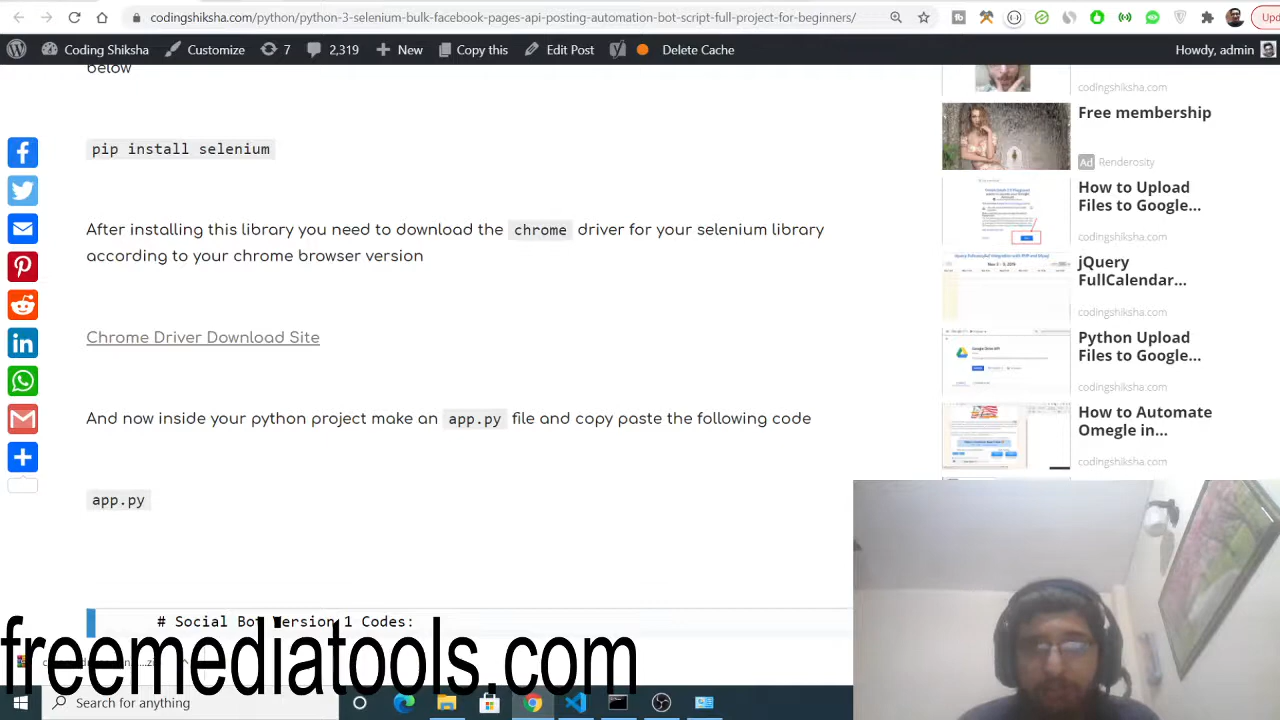 codingshiksha.com/python/python-3-selenium-bulk-facebook-pages-api-posting-automation-bot-script-full-project-for-beginners/
Coding Shiksha
Customize
7
2,319
New
Copy this
Edit Post
Delete Cache
Howdy, admin
below
pip install selenium
And after that you will also need to download the chromedriver for your selenium library
according to your chrome browser version
Chrome Driver Download Site
And now inside your python project make an app.py file and copy paste the following code
app.py
# Social Bot Version 1 Codes:
codingshiksha.com
Free membership
Ad Renderosity
How to Upload
Files to Google...
codingshiksha.com
jQuery
FullCalendar...
codingshiksha.com
Python Upload
Files to Google...
codingshiksha.com
How to Automate
Omegle in...
codingshiksha.com
freemediatools.com
Search for anything